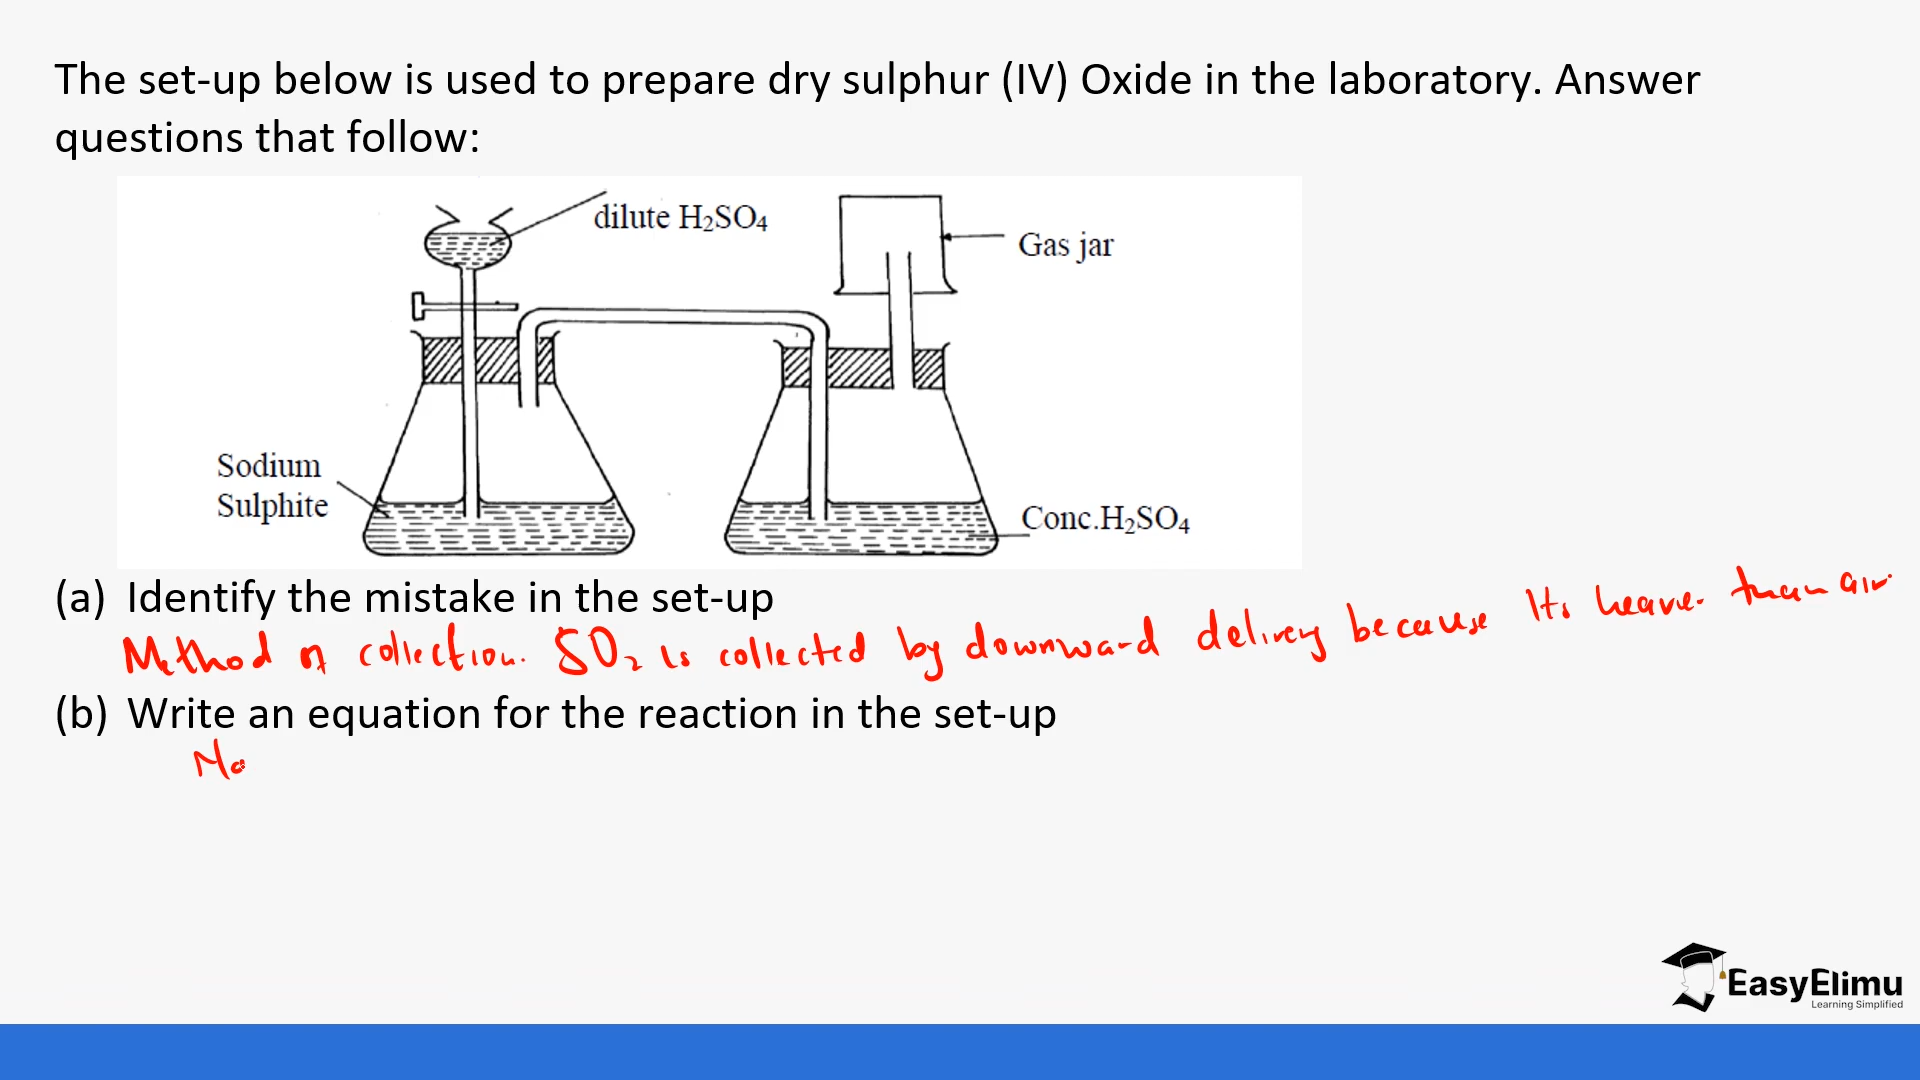 The set-up below is used to prepare dry sulphur (IV) Oxide in the laboratory. Answer
questions that follow:
dilute H₂SO₄
Gas jar
Sodium
Sulphite
Conc.H₂SO₄
(a) Identify the mistake in the set-up
Method of collection. SO₂ is collected by downward delivery because Its heavier than air.
(b) Write an equation for the reaction in the set-up
Na
EasyElimu
Learning Simplified